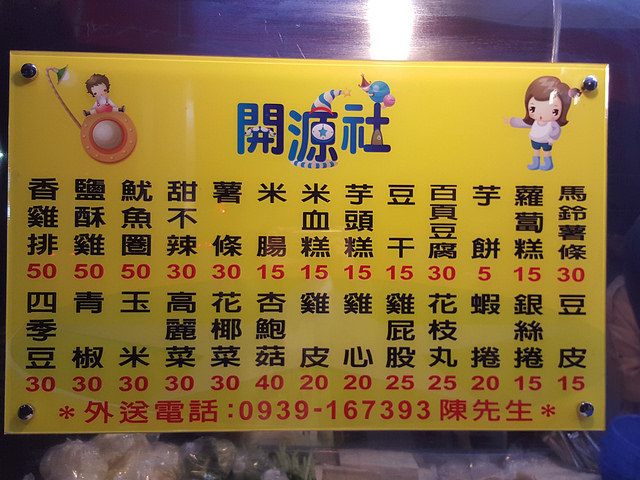 開源社
香雞排 鹽酥雞 魷魚圈 甜不辣 薯條 米腸 米血糕 芋頭糕 豆干 百頁豆腐 芋餅 蘿蔔糕 馬鈴薯條
50 50 50 30 30 15 15 15 15 30 5 15 30
四季豆 青椒 玉米 高麗菜 花椰菜 杏鮑菇 雞皮 雞心 雞屁股 花枝丸 蝦捲 銀絲捲 豆皮
30 30 30 30 30 40 20 20 25 25 20 15 15
*外送電話:0939-167393陳先生*